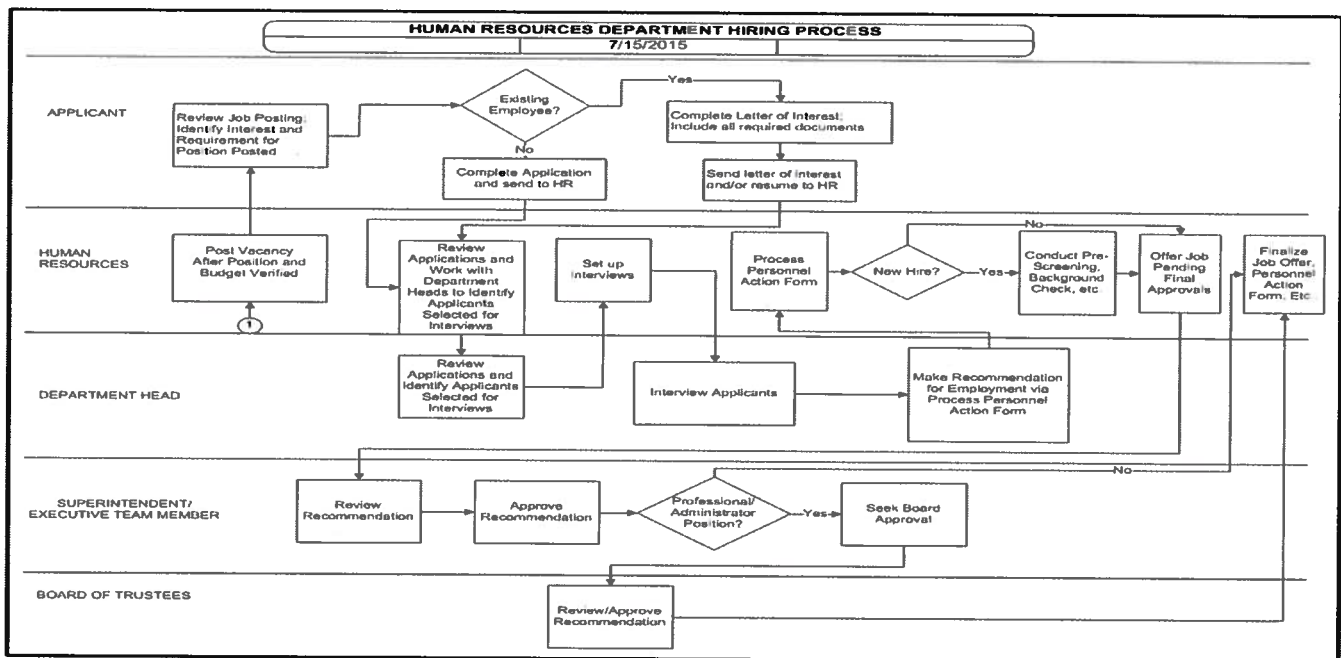 HUMAN RESOURCES DEPARTMENT HIRING PROCESS
7/15/2015
APPLICANT
Review Job Posting;
Identify Interest and
Requirement for
Position Posted
Existing
Employee?
Yes
No
Complete Letter of Interest;
Include all required documents
Complete Application
and send to HR
Send letter of interest
and/or resume to HR
HUMAN
RESOURCES
Post Vacancy
After Position and
Budget Verified
1
Review
Applications and
Work with
Department
Heads to Identify
Applicants
Selected for
Interviews
Set up
Interviews
Process
Personnel
Action Form
New Hire?
No
Yes
Conduct Pre-
Screening,
Background
Check, etc
Offer Job
Pending
Final
Approvals
Finalize
Job Offer,
Personnel
Action
Form, Etc.
DEPARTMENT HEAD
Review
Applications and
Identify Applicants
Selected for
Interviews
Interview Applicants
Make Recommendation
for Employment via
Process Personnel
Action Form
SUPERINTENDENT/
EXECUTIVE TEAM MEMBER
Review
Recommendation
Approve
Recommendation
Professional/
Administrator
Position?
No
Yes
Seek Board
Approval
BOARD OF TRUSTEES
Review/Approve
Recommendation